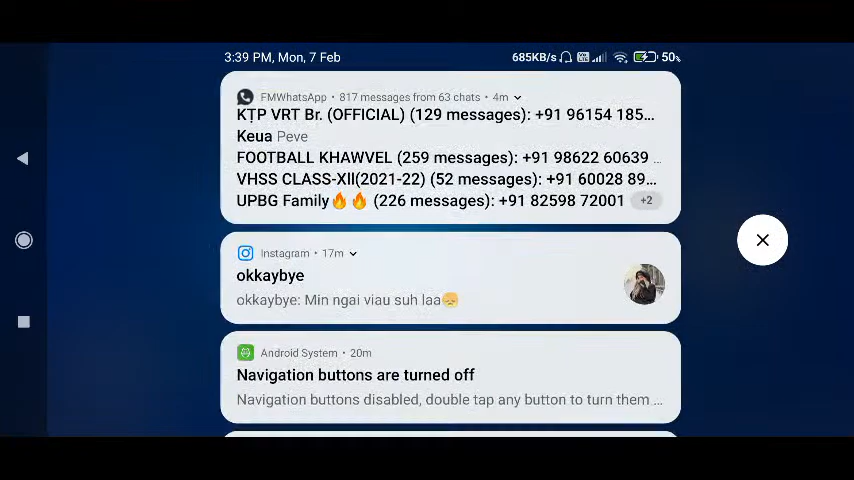 3:39 PM, Mon, 7 Feb 685KB/s 50%
FMWhatsApp • 817 messages from 63 chats • 4m
KṬP VRT Br. (OFFICIAL) (129 messages): +91 96154 185...
Keua Peve
FOOTBALL KHAWVEL (259 messages): +91 98622 60639 ...
VHSS CLASS-XII(2021-22) (52 messages): +91 60028 89...
UPBG Family🔥🔥 (226 messages): +91 82598 72001 +2
Instagram • 17m
okkaybye
okkaybye: Min ngai viau suh laa😞
Android System • 20m
Navigation buttons are turned off
Navigation buttons disabled, double tap any button to turn them ...